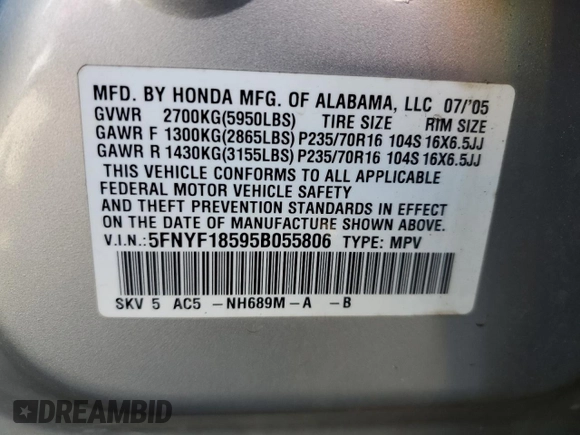 MFD. BY HONDA MFG. OF ALABAMA, LLC 07/'05
GVWR 2700KG(5950LBS) TIRE SIZE RIM SIZE
GAWR F 1300KG(2865LBS) P235/70R16 104S 16X6.5JJ
GAWR R 1430KG(3155LBS) P235/70R16 104S 16X6.5JJ
THIS VEHICLE CONFORMS TO ALL APPLICABLE
FEDERAL MOTOR VEHICLE SAFETY
AND THEFT PREVENTION STANDARDS IN EFFECT
ON THE DATE OF MANUFACTURE SHOWN ABOVE.
V.I.N.: 5FNYF18595B055806 TYPE: MPV
SKV 5 AC5 -NH689M-A -B
DREAMBID